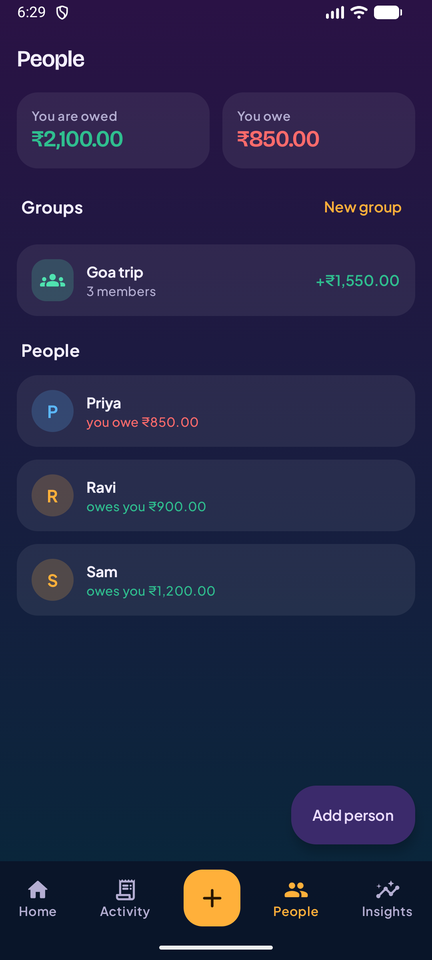 6:29
People
You are owed
₹2,100.00
You owe
₹850.00
Groups
New group
Goa trip
3 members
+₹1,550.00
People
P
Priya
you owe ₹850.00
R
Ravi
owes you ₹900.00
S
Sam
owes you ₹1,200.00
Add person
Home
Activity
+
People
Insights